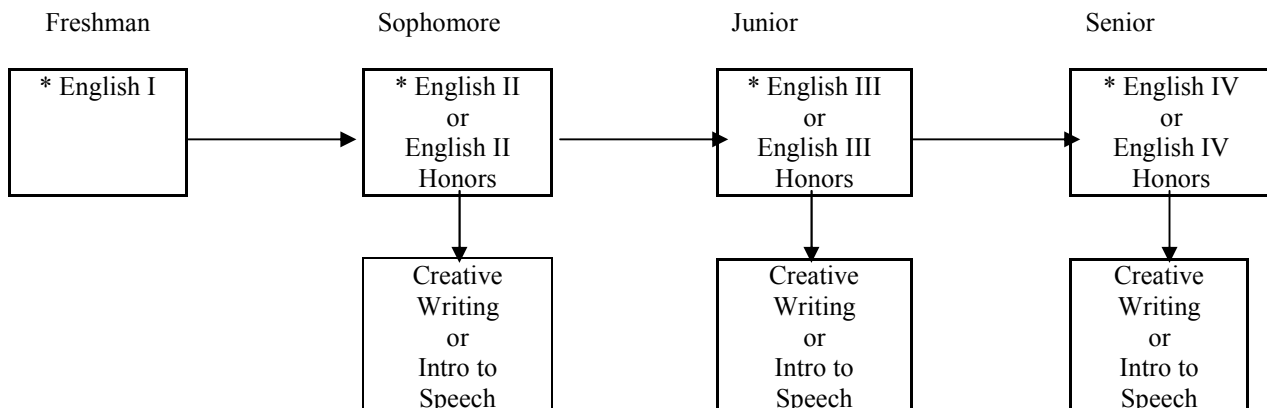 Freshman Sophomore Junior Senior
* English I
* English II
or
English II
Honors
* English III
or
English III
Honors
* English IV
or
English IV
Honors
Creative
Writing
or
Intro to
Speech
Creative
Writing
or
Intro to
Speech
Creative
Writing
or
Intro to
Speech